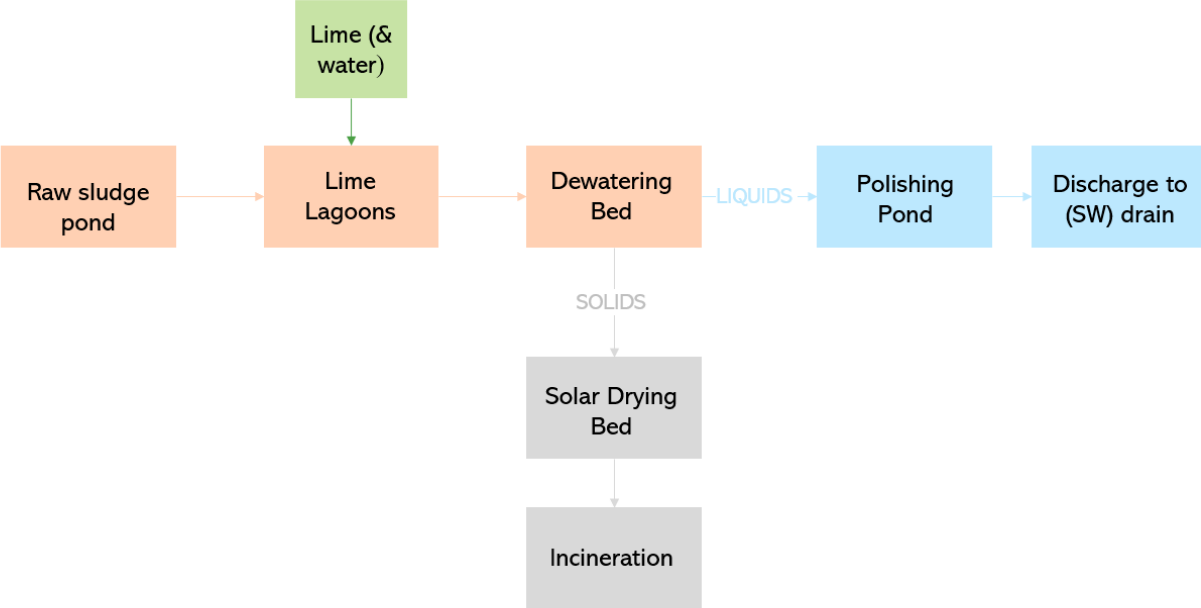 Lime (&
water)
Raw sludge
pond
Lime
Lagoons
Dewatering
Bed
LIQUIDS
Polishing
Pond
Discharge to
(SW) drain
SOLIDS
Solar Drying
Bed
Incineration